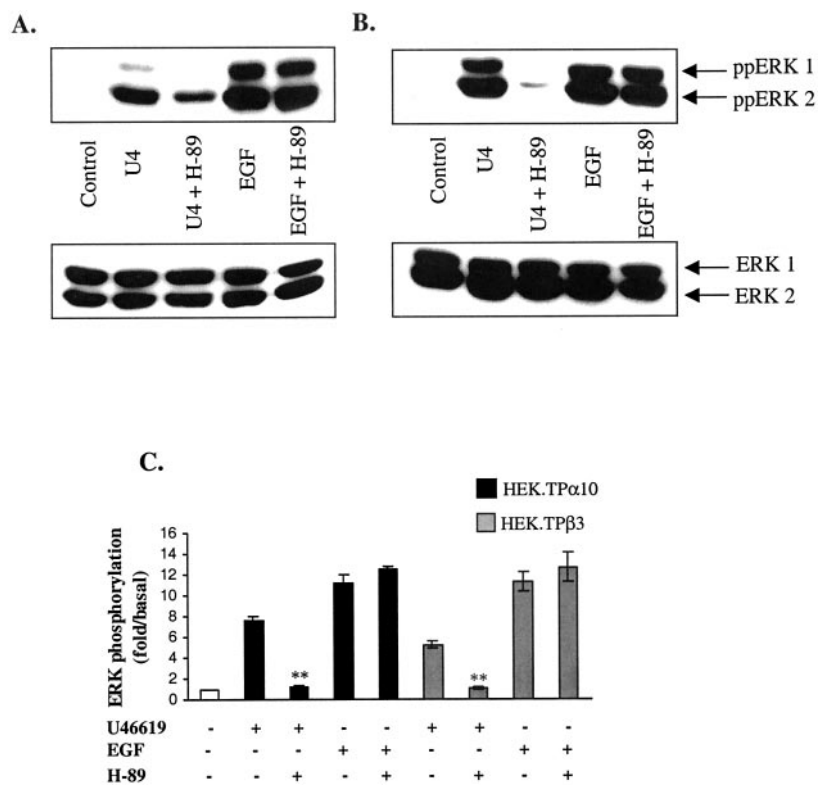 A.
B.
ppERK 1
ppERK 2
Control
U4
U4 + H-89
EGF
EGF + H-89
Control
U4
U4 + H-89
EGF
EGF + H-89
ERK 1
ERK 2
C.
HEK.TPα10
HEK.TPβ3
ERK phosphorylation
(fold/basal)
16
14
12
10
8
6
4
2
0
** **
U46619 - + + - - + + - -
EGF - - - + + - - + +
H-89 - - + - + - + - +